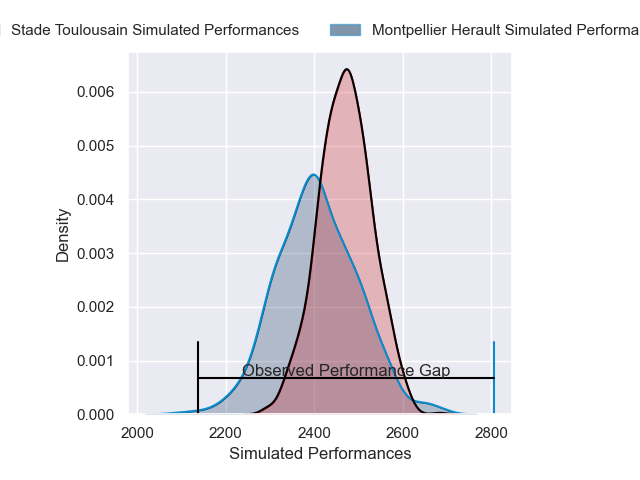 Stade Toulousain Simulated Performances
Montpellier Herault Simulated Performa
0.006
0.005
0.004
0.003
0.002
0.001
0.000
Density
Observed Performance Gap
2000 2200 2400 2600 2800
Simulated Performances